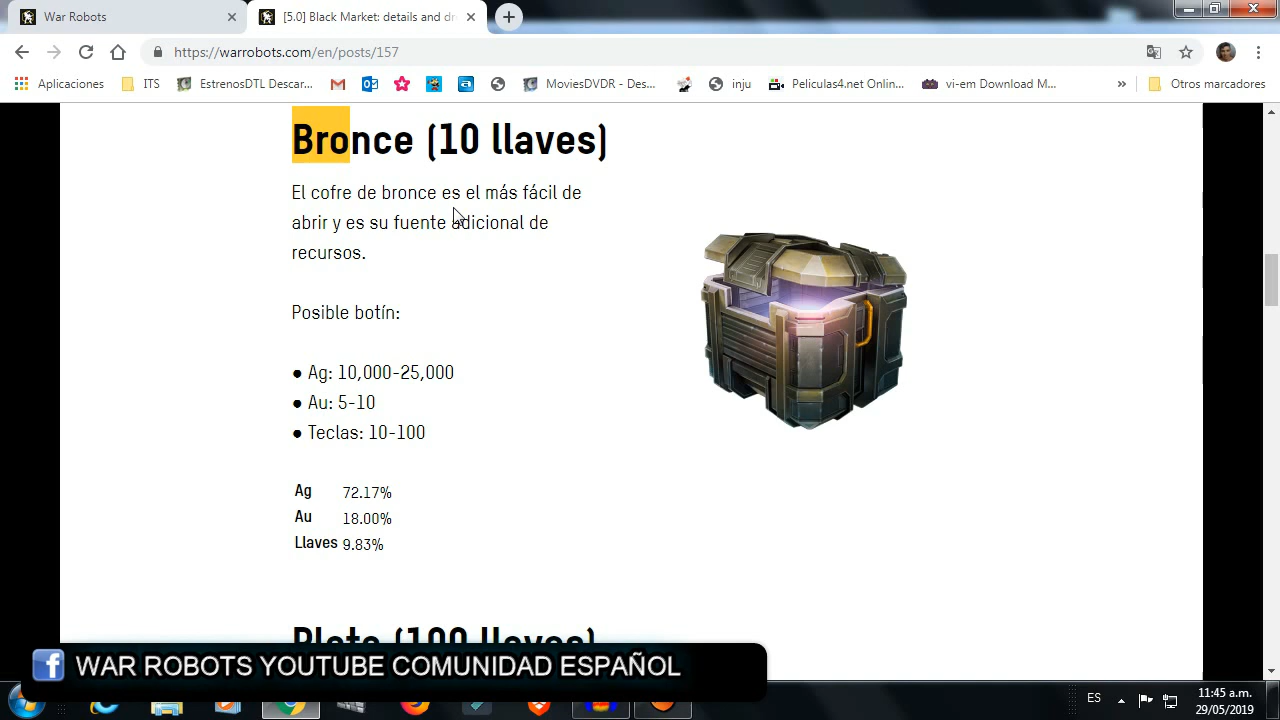 War Robots
[5.0] Black Market: details and dr
https://warrobots.com/en/posts/157
Aplicaciones
ITS
EstrenosDTL Descar...
MoviesDVDR - Des...
inju
Peliculas4.net Onlin...
vi-em Download M...
»
Otros marcadores
Bronce (10 llaves)
El cofre de bronce es el más fácil de
abrir y es su fuente adicional de
recursos.
Posible botín:
● Ag: 10,000-25,000
● Au: 5-10
● Teclas: 10-100
Ag 72.17%
Au 18.00%
Llaves 9.83%
Plata (100 llaves)
WAR ROBOTS YOUTUBE COMUNIDAD ESPAÑOL
ES
11:45 a.m.
29/05/2019